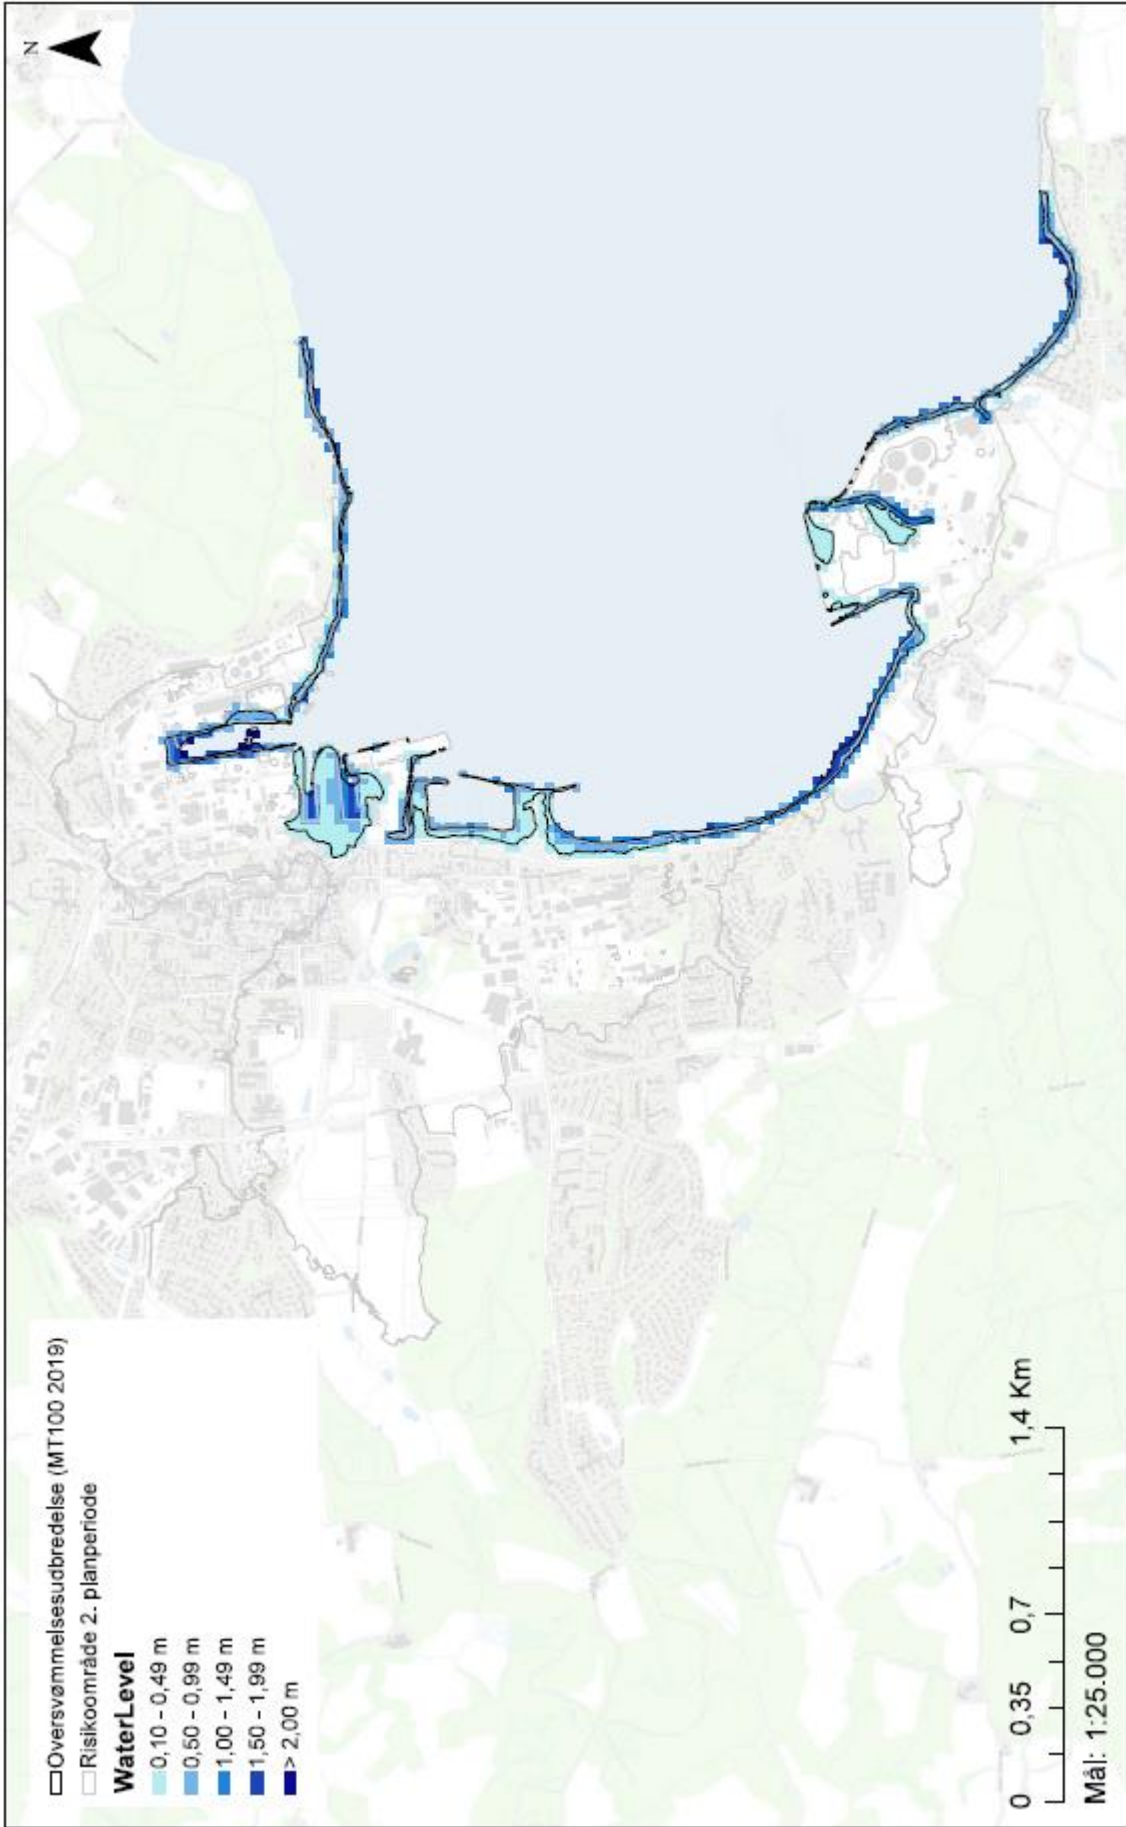 N
Oversvømmelsesudbredelse (MT100 2019)
Risikoområde 2. planperiode
WaterLevel
0,10 - 0,49 m
0,50 - 0,99 m
1,00 - 1,49 m
1,50 - 1,99 m
> 2,00 m
0 0,35 0,7 1,4 Km
Mål: 1:25.000